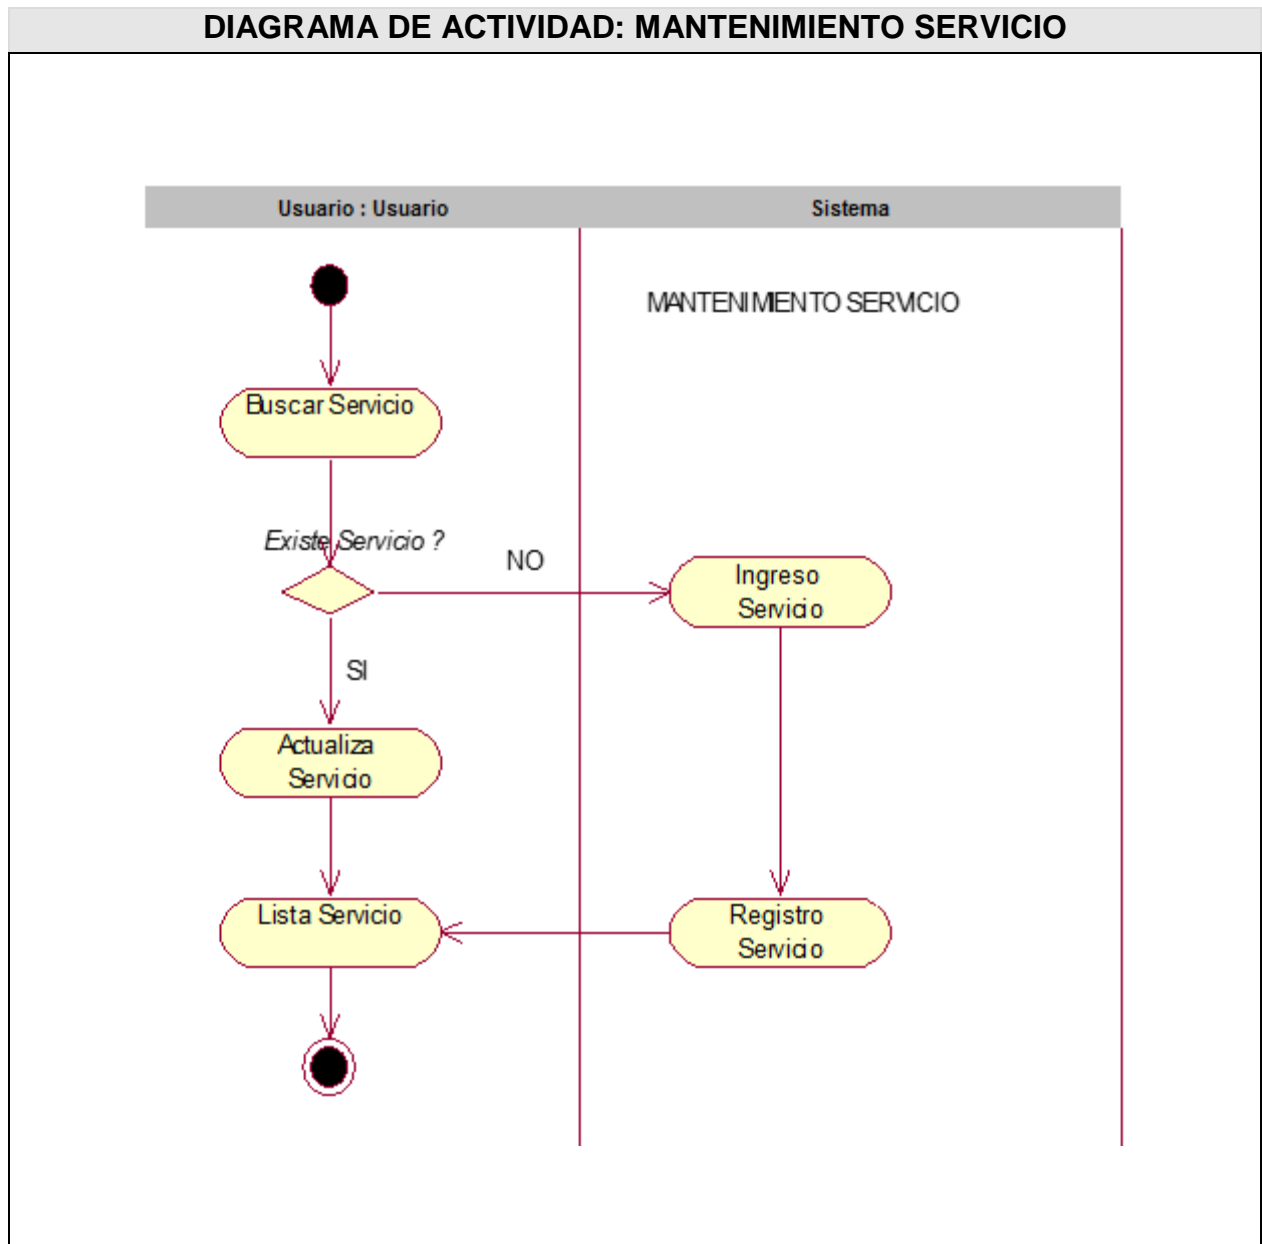 DIAGRAMA DE ACTIVIDAD: MANTENIMIENTO SERVICIO
Usuario : Usuario
Sistema
MANTENIMIENTO SERVICIO
Buscar Servicio
Existe Servicio ?
NO
Ingreso
Servicio
SI
Actualiza
Servicio
Lista Servicio
Registro
Servicio